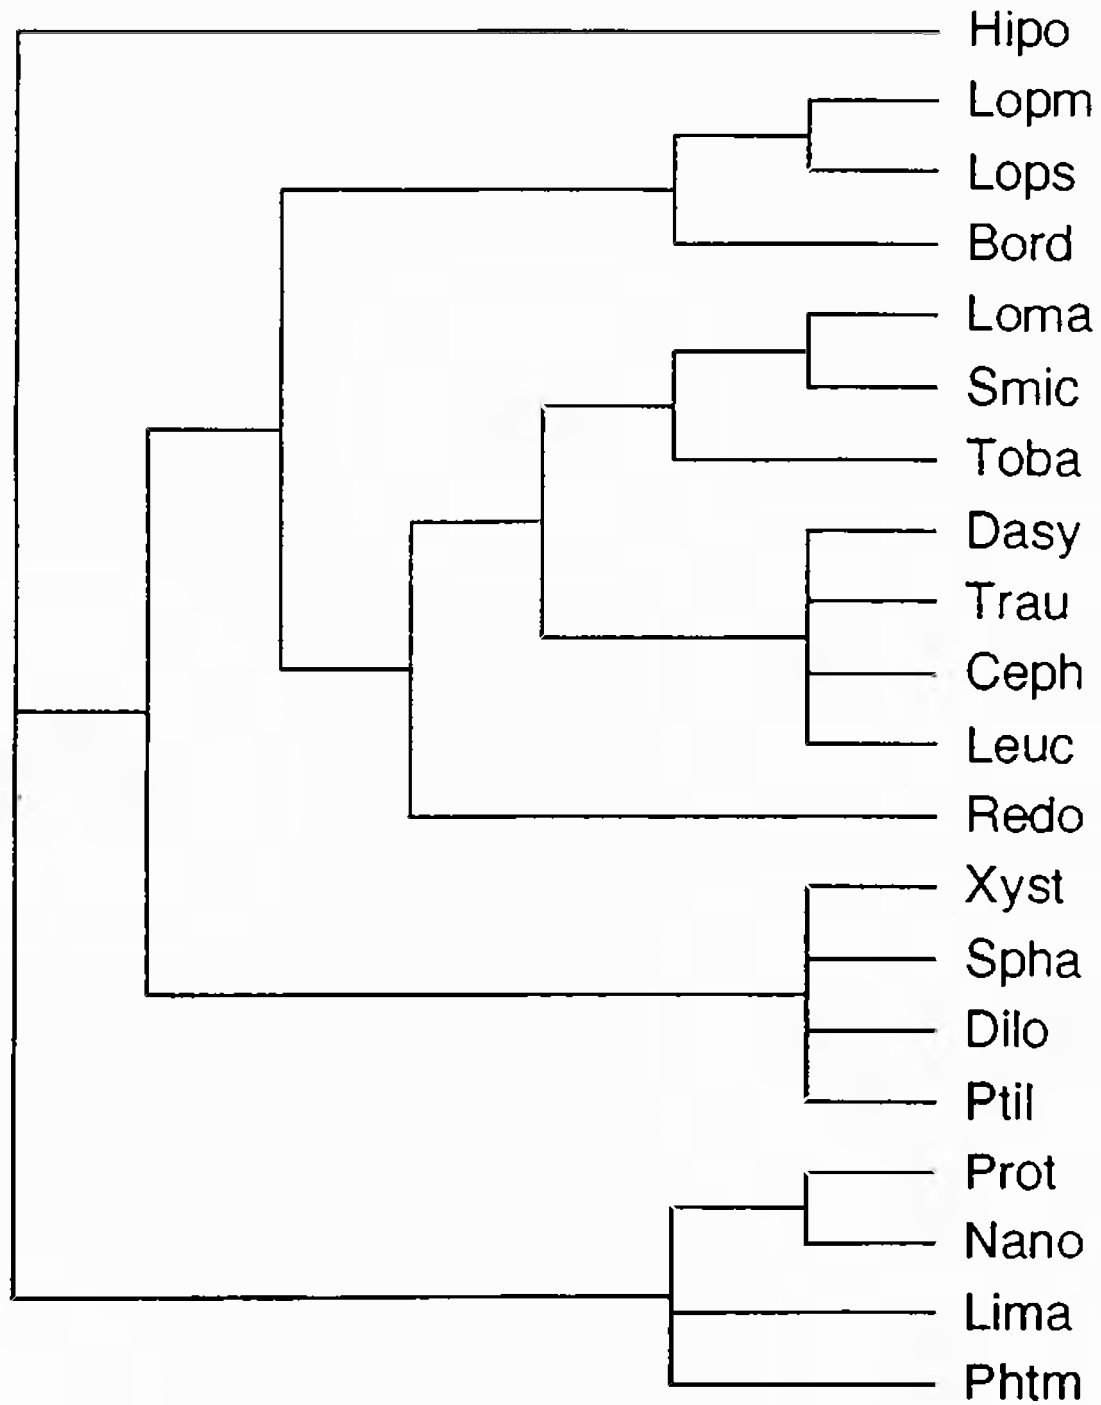 Hipo
Lopm
Lops
Bord
Loma
Smic
Toba
Dasy
Trau
Ceph
Leuc
Redo
Xyst
Spha
Dilo
Ptil
Prot
Nano
Lima
Phtm